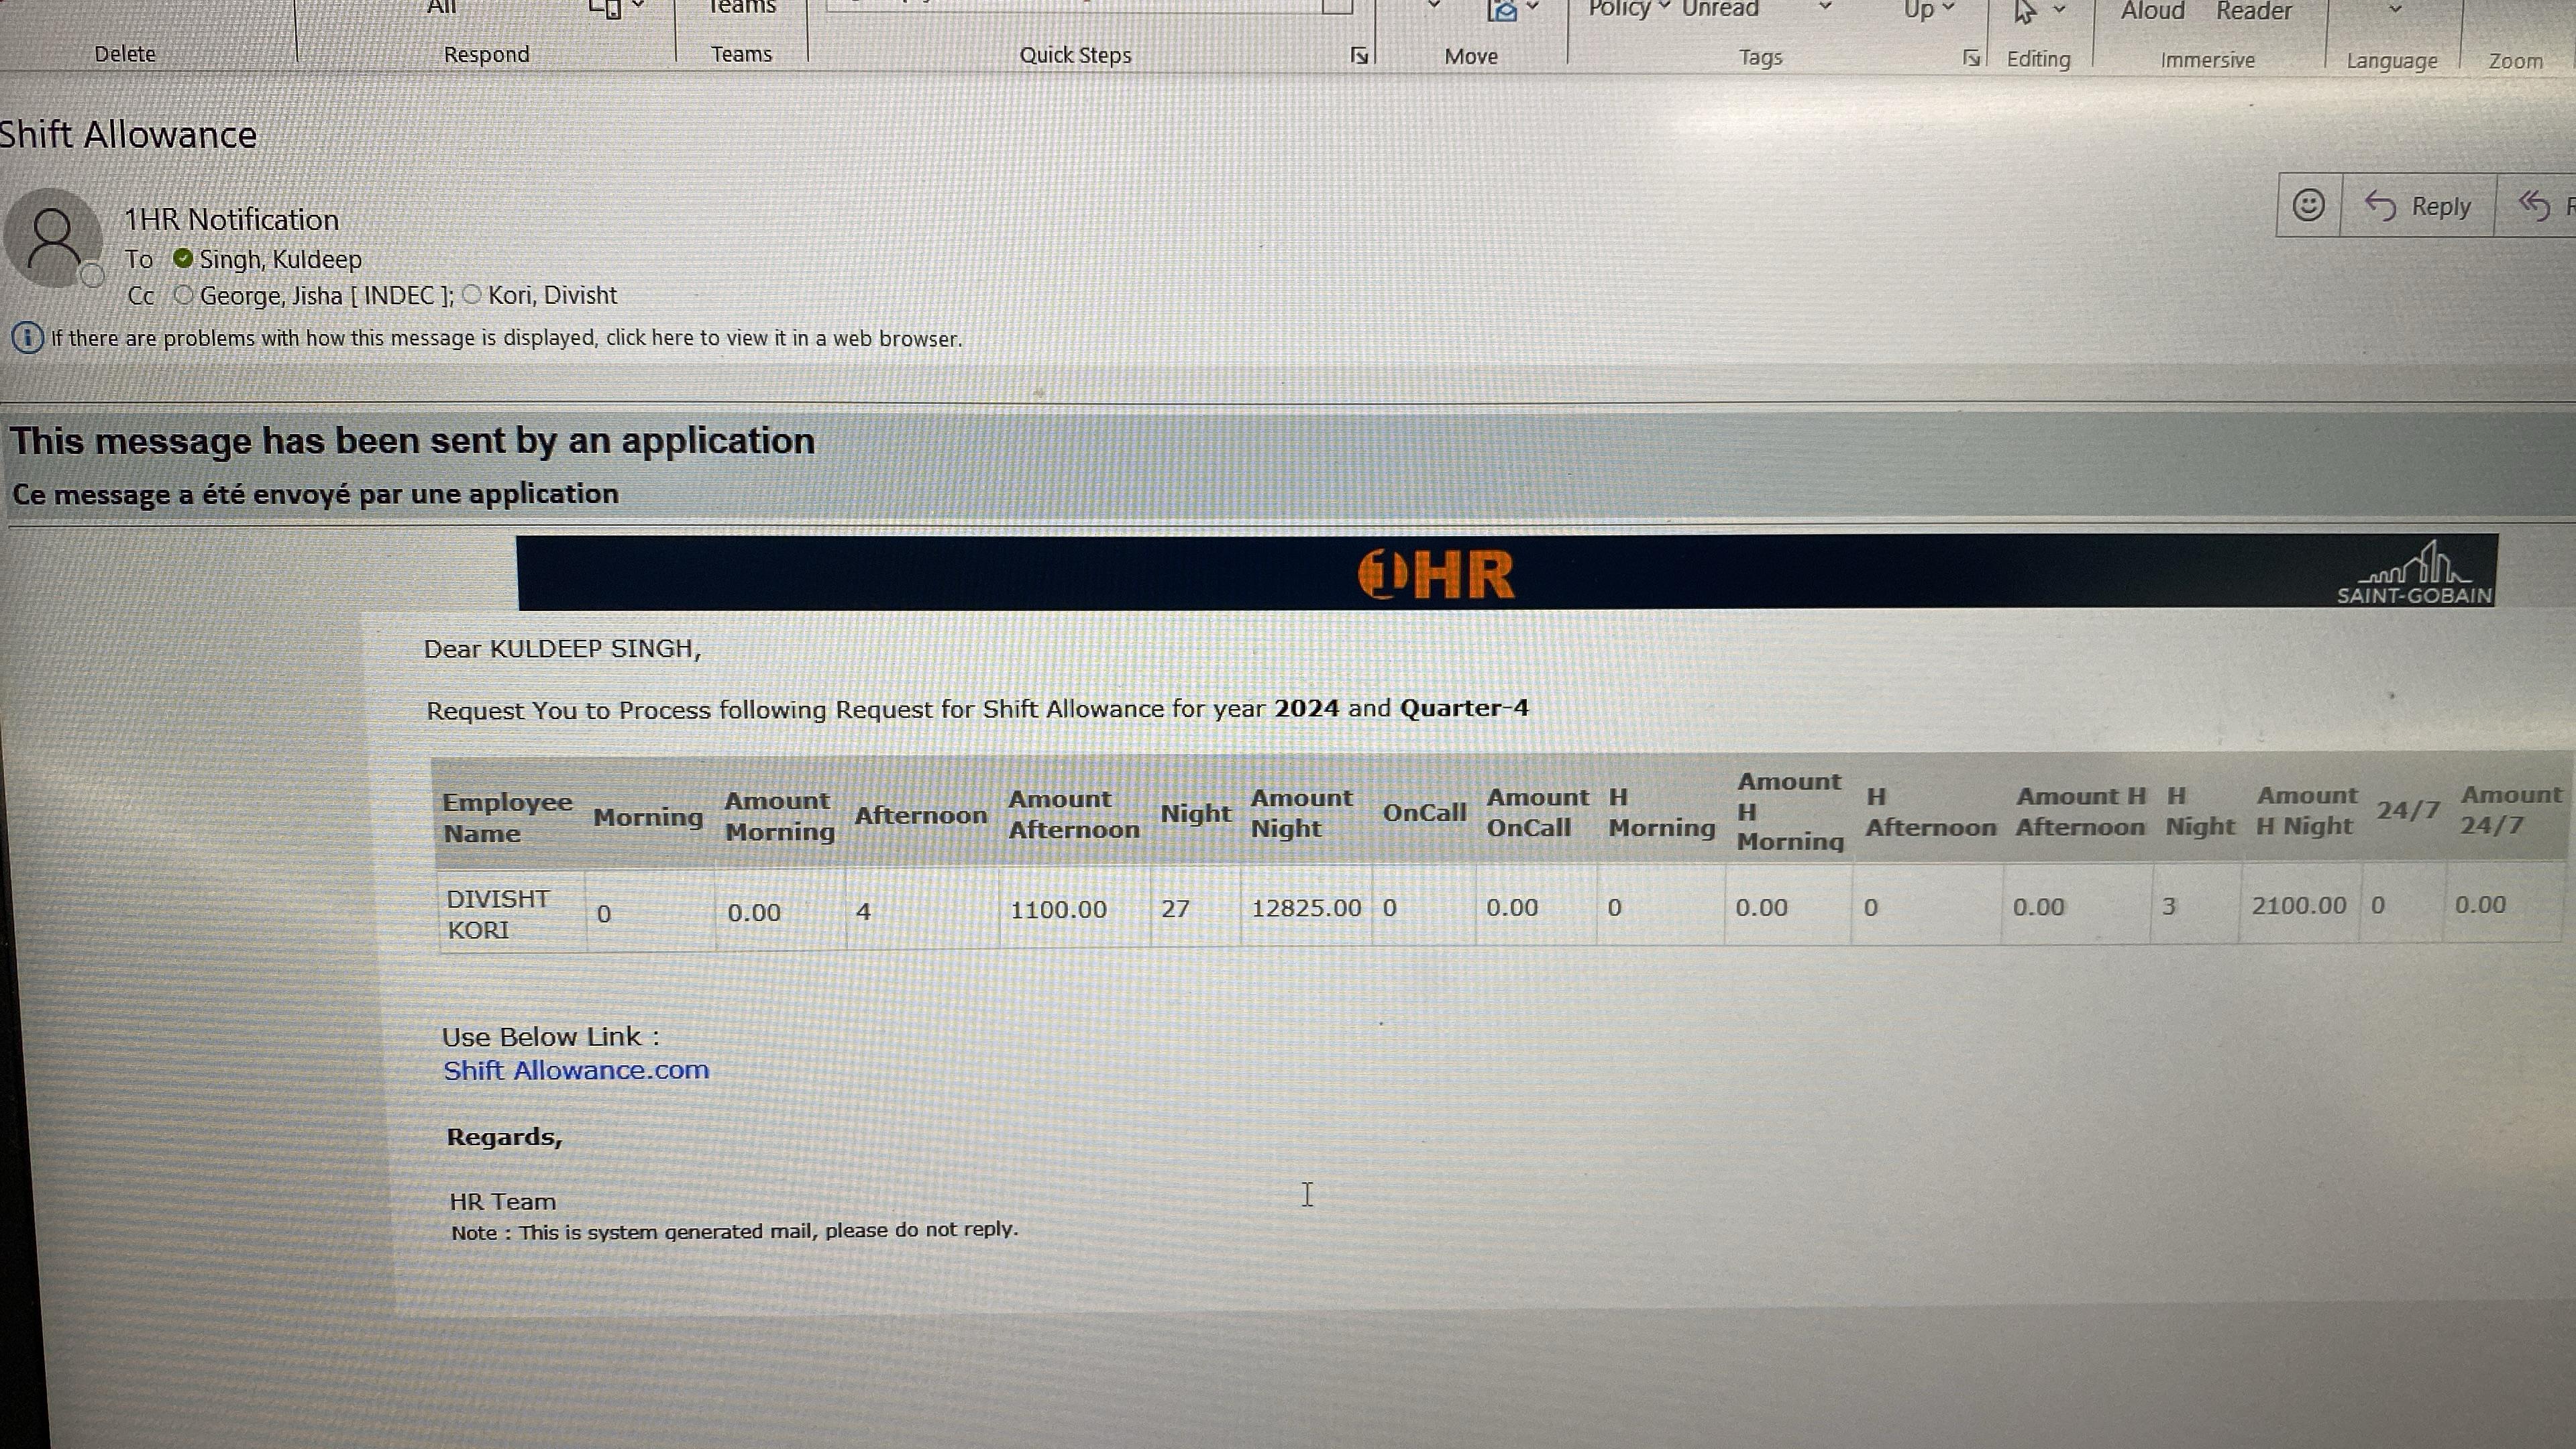 All
Teams
Policy Unread
Up
Aloud Reader
Delete
Respond
Teams
Quick Steps
Move
Tags
Editing
Immersive
Language
Zoom
Shift Allowance
1HR Notification
To Singh, Kuldeep
Cc George, Jisha [ INDEC ]; Kori, Divisht
Reply
If there are problems with how this message is displayed, click here to view it in a web browser.
This message has been sent by an application
Ce message a été envoyé par une application
1HR
SAINT-GOBAIN
Dear KULDEEP SINGH,
Request You to Process following Request for Shift Allowance for year 2024 and Quarter-4
Employee Name Morning Amount Morning Afternoon Amount Afternoon Night Amount Night OnCall Amount OnCall H Morning Amount H Morning H Afternoon Amount H Afternoon H Night Amount H Night 24/7 Amount 24/7
DIVISHT KORI 0 0.00 4 1100.00 27 12825.00 0 0.00 0 0.00 0 0.00 3 2100.00 0 0.00
Use Below Link :
Shift Allowance.com
Regards,
HR Team
Note : This is system generated mail, please do not reply.